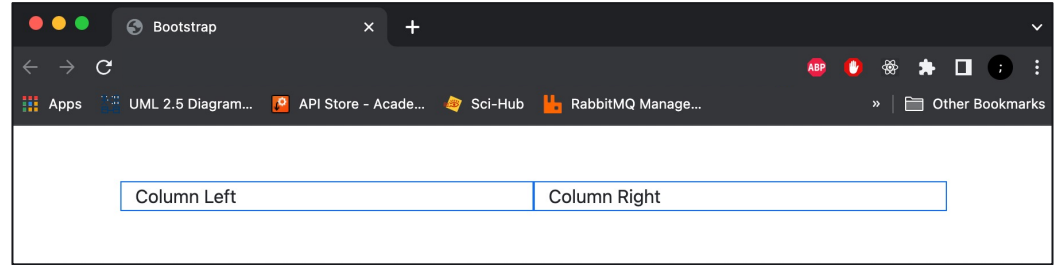 Bootstrap
ABP ;
Apps UML 2.5 Diagram... API Store - Acade... Sci-Hub RabbitMQ Manage... » Other Bookmarks
Column Left Column Right